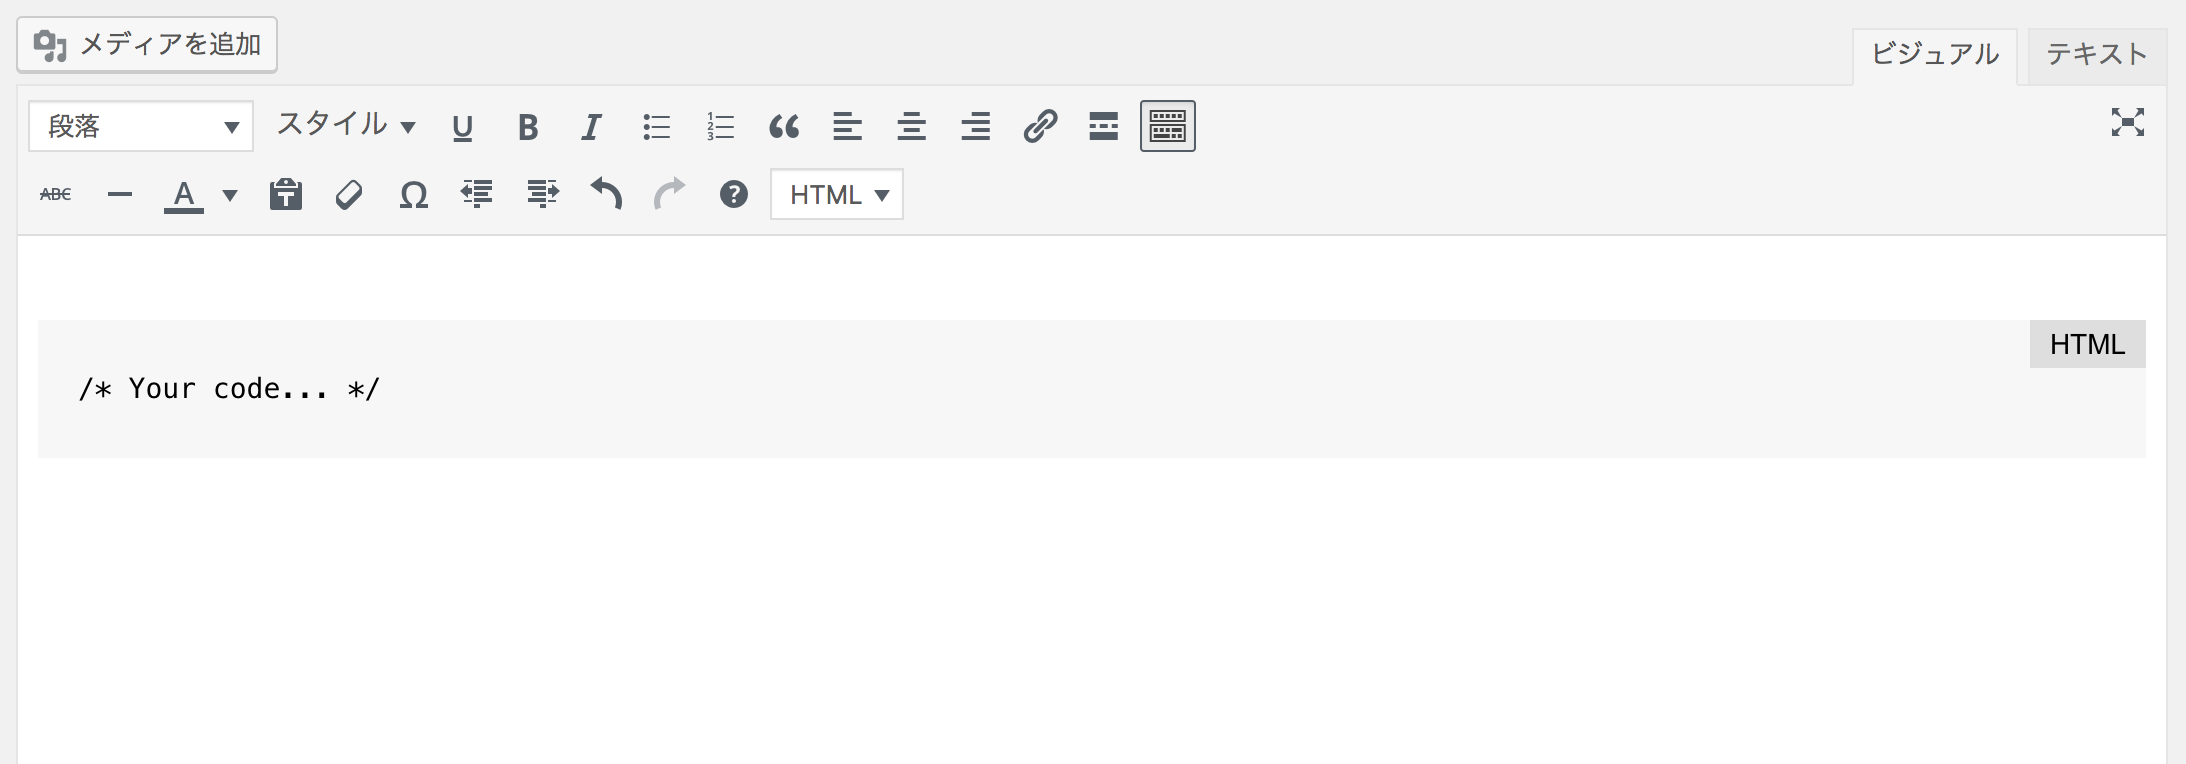 メディアを追加
ビジュアル テキスト
段落 スタイル U B I
ABC A Ω ? HTML
HTML
/* Your code... */